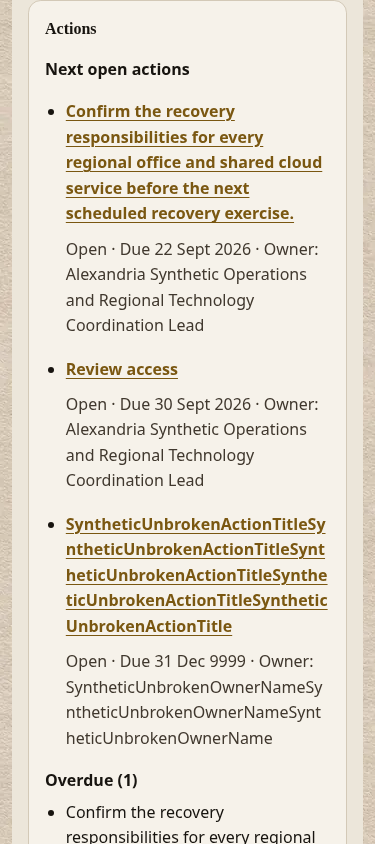 Actions
Next open actions
Confirm the recovery
responsibilities for every
regional office and shared cloud
service before the next
scheduled recovery exercise.
Open · Due 22 Sept 2026 · Owner:
Alexandria Synthetic Operations
and Regional Technology
Coordination Lead
Review access
Open · Due 30 Sept 2026 · Owner:
Alexandria Synthetic Operations
and Regional Technology
Coordination Lead
SyntheticUnbrokenActionTitleSy
ntheticUnbrokenActionTitleSynt
heticUnbrokenActionTitleSynthe
ticUnbrokenActionTitleSynthetic
UnbrokenActionTitle
Open · Due 31 Dec 9999 · Owner:
SyntheticUnbrokenOwnerNameSy
ntheticUnbrokenOwnerNameSynt
heticUnbrokenOwnerName
Overdue (1)
Confirm the recovery
responsibilities for every regional